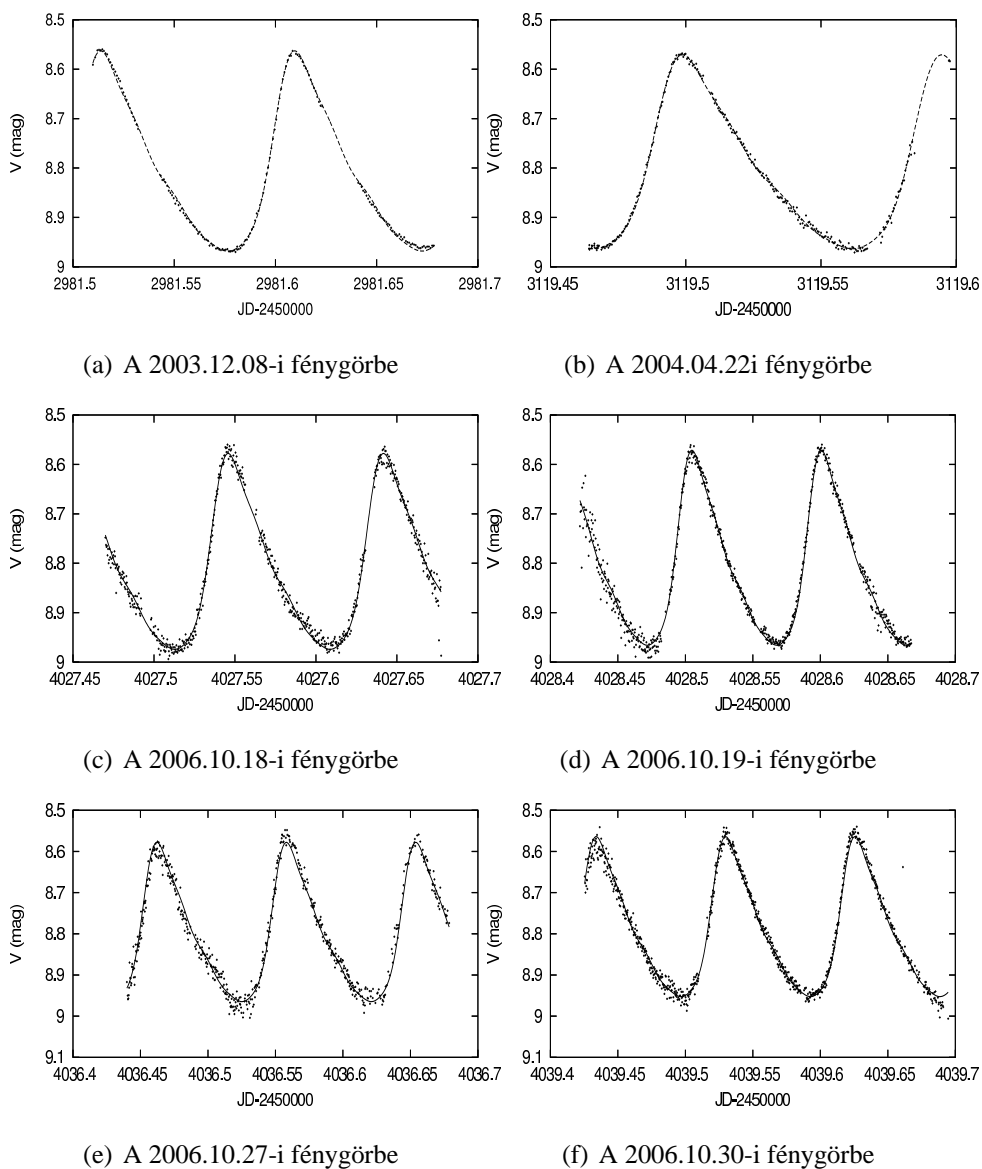 8.5
8.6
8.7
8.8
8.9
9
V (mag)
2981.5 2981.55 2981.6 2981.65 2981.7
JD-2450000
(a) A 2003.12.08-i fénygörbe
8.5
8.6
8.7
8.8
8.9
9
V (mag)
3119.45 3119.5 3119.55 3119.6
JD-2450000
(b) A 2004.04.22i fénygörbe
8.5
8.6
8.7
8.8
8.9
9
V (mag)
4027.45 4027.5 4027.55 4027.6 4027.65 4027.7
JD-2450000
(c) A 2006.10.18-i fénygörbe
8.5
8.6
8.7
8.8
8.9
9
V (mag)
4028.4 4028.45 4028.5 4028.55 4028.6 4028.65 4028.7
JD-2450000
(d) A 2006.10.19-i fénygörbe
8.5
8.6
8.7
8.8
8.9
9
9.1
V (mag)
4036.4 4036.45 4036.5 4036.55 4036.6 4036.65 4036.7
JD-2450000
(e) A 2006.10.27-i fénygörbe
8.5
8.6
8.7
8.8
8.9
9
9.1
V (mag)
4039.4 4039.45 4039.5 4039.55 4039.6 4039.65 4039.7
JD-2450000
(f) A 2006.10.30-i fénygörbe